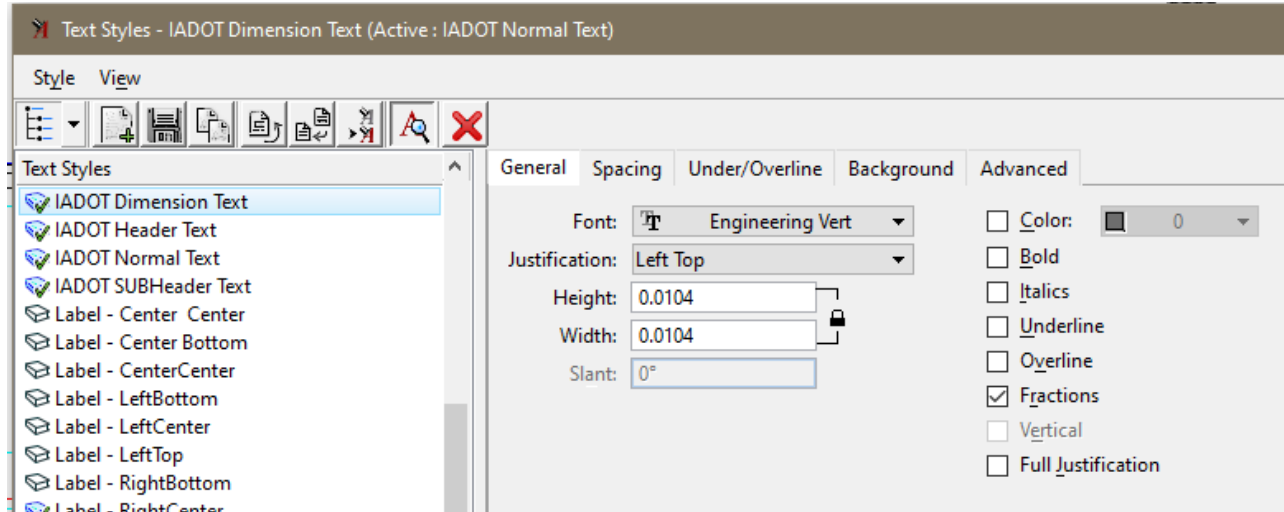 Text Styles - IADOT Dimension Text (Active : IADOT Normal Text)
Style View
Text Styles
IADOT Dimension Text
IADOT Header Text
IADOT Normal Text
IADOT SUBHeader Text
Label - Center  Center
Label - Center Bottom
Label - CenterCenter
Label - LeftBottom
Label - LeftCenter
Label - LeftTop
Label - RightBottom
Label - RightCenter
General Spacing Under/Overline Background Advanced
Font: Engineering Vert
Justification: Left Top
Height: 0.0104
Width: 0.0104
Slant: 0°
Color: 0
Bold
Italics
Underline
Overline
Fractions
Vertical
Full Justification